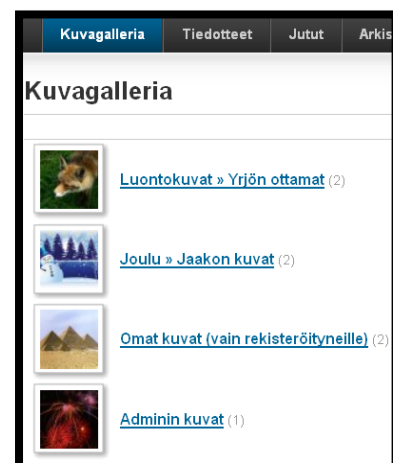 Kuvagalleria Tiedotteet Jutut Arkis
Kuvagalleria
Luontokuvat » Yrjön ottamat (2)
Joulu » Jaakon kuvat (2)
Omat kuvat (vain rekisteröityneille) (2)
Adminin kuvat (1)